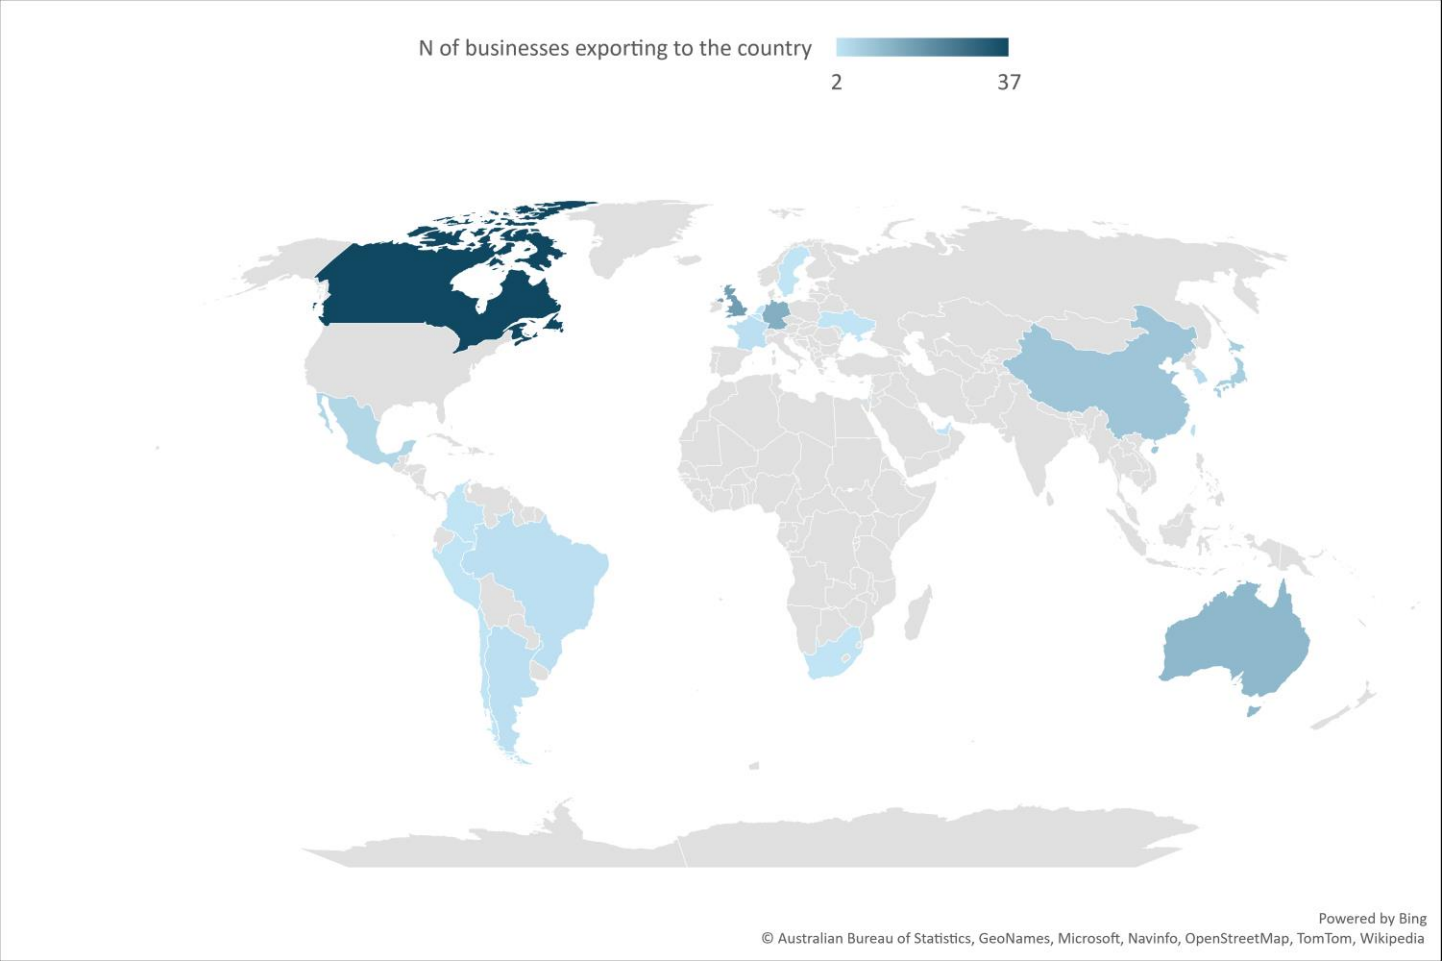 N of businesses exporting to the country
2 37
Powered by Bing
© Australian Bureau of Statistics, GeoNames, Microsoft, Navinfo, OpenStreetMap, TomTom, Wikipedia